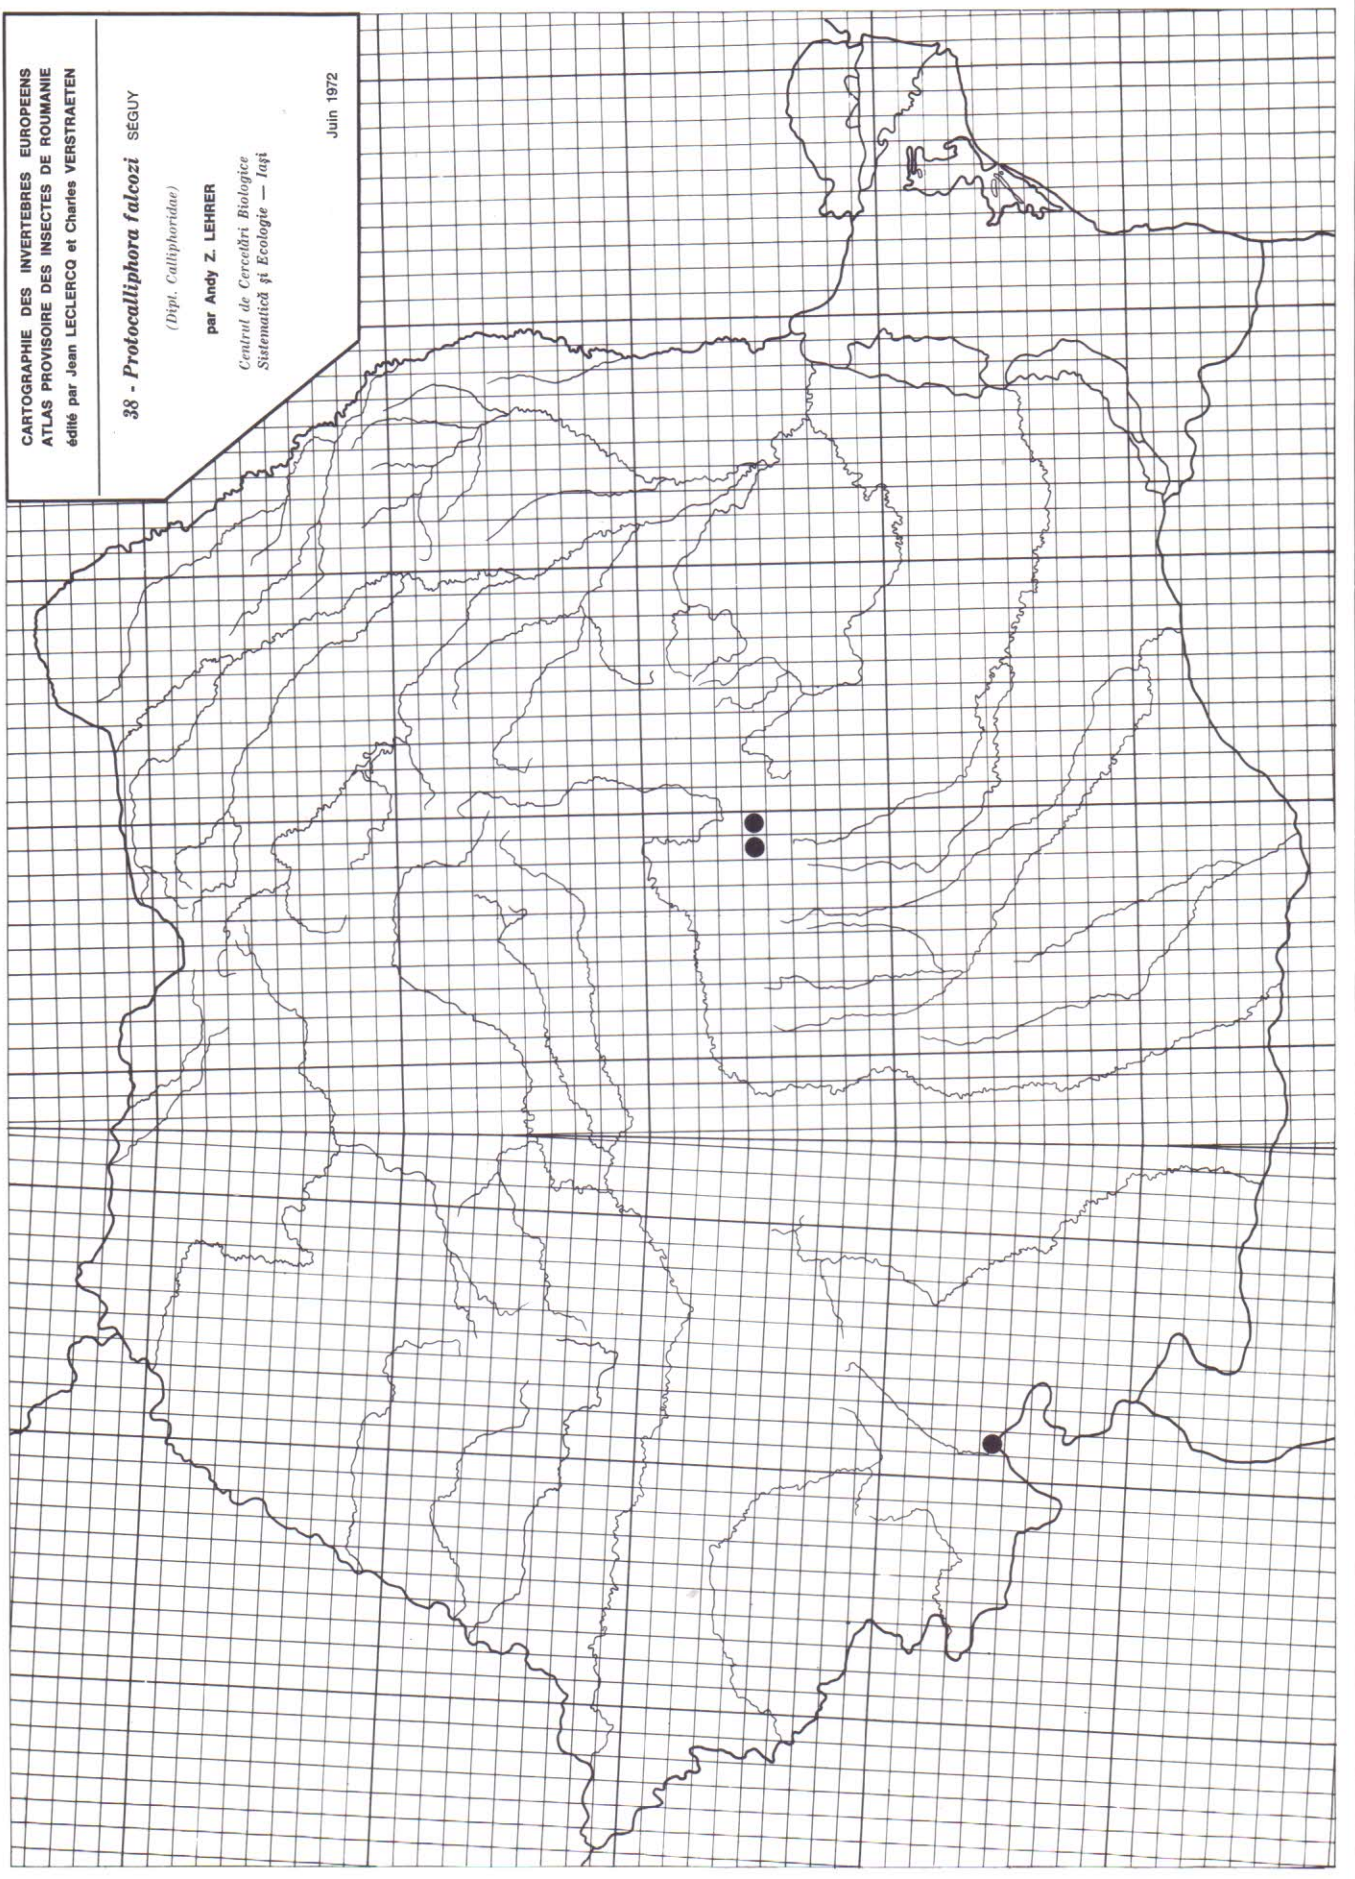 CARTOGRAPHIE DES INVERTEBRES EUROPEENS
ATLAS PROVISOIRE DES INSECTES DE ROUMANIE
édité par Jean LECLERCQ et Charles VERSTRAETEN
38 - Protocalliphora falcozi SÉGUY
(Dipt. Calliphoridae)
par Andy Z. LEHRER
Centrul de Cercetări Biologice
Sistematică şi Ecologie — Iaşi
Juin 1972